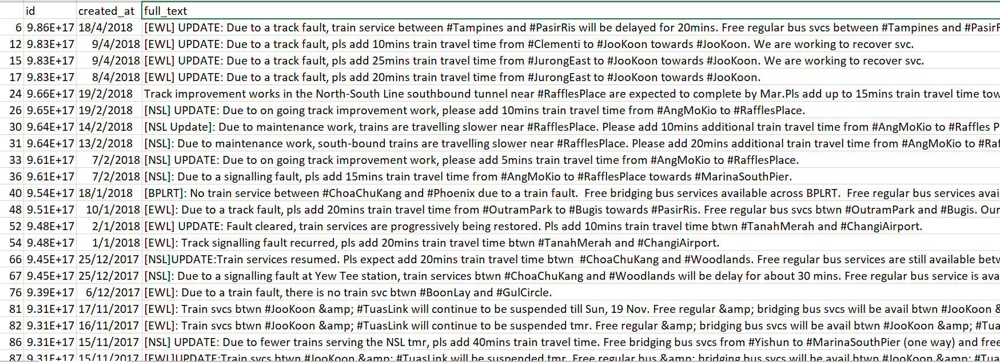 id created_at full_text
6 9.86E+17 18/4/2018 [EWL] UPDATE: Due to a track fault, train service between #Tampines and #PasirRis will be delayed for 20mins. Free regular bus svcs between #Tampines and #PasirR
12 9.83E+17 9/4/2018 [EWL] UPDATE: Due to a track fault, pls add 10mins train travel time from #Clementi to #JooKoon towards #JooKoon. We are working to recover svc.
15 9.83E+17 9/4/2018 [EWL] UPDATE: Due to a track fault, pls add 25mins train travel time from #JurongEast to #JooKoon towards #JooKoon. We are working to recover svc.
17 9.83E+17 8/4/2018 [EWL] UPDATE: Due to a track fault, pls add 20mins train travel time from #JurongEast to #JooKoon towards #JooKoon.
24 9.66E+17 19/2/2018 Track improvement works in the North-South Line southbound tunnel near #RafflesPlace are expected to complete by Mar.Pls add up to 15mins train travel time tow
26 9.65E+17 19/2/2018 [NSL] UPDATE: Due to on going track improvement work, please add 10mins train travel time from #AngMoKio to #RafflesPlace.
30 9.64E+17 14/2/2018 [NSL Update]: Due to maintenance work, trains are travelling slower near #RafflesPlace. Please add 10mins additional train travel time from #AngMoKio to #Raffles P
31 9.64E+17 13/2/2018 [NSL]: Due to maintenance work, south-bound trains are travelling slower near #RafflesPlace. Please add 20mins additional train travel time from #AngMoKio to #Raf
33 9.61E+17 7/2/2018 [NSL] UPDATE: Due to on going track improvement work, please add 5mins train travel time from #AngMoKio to #RafflesPlace.
36 9.61E+17 7/2/2018 [NSL]: Due to a signalling fault, pls add 15mins train travel time from #AngMoKio to #RafflesPlace towards #MarinaSouthPier.
40 9.54E+17 18/1/2018 [BPLRT]: No train service between #ChoaChuKang and #Phoenix due to a train fault.  Free bridging bus services available across BPLRT.  Free regular bus services avai
48 9.51E+17 10/1/2018 [EWL]: Due to a track fault, pls add 20mins train travel time from #OutramPark to #Bugis towards #PasirRis. Free regular bus svcs btwn #OutramPark and #Bugis. Our
52 9.48E+17 2/1/2018 [EWL] UPDATE: Fault cleared, train services are progressively being restored. Pls add 10mins train travel time btwn #TanahMerah and #ChangiAirport.
54 9.48E+17 1/1/2018 [EWL]: Track signalling fault recurred, pls add 20mins train travel time btwn #TanahMerah and #ChangiAirport.
66 9.45E+17 25/12/2017 [NSL]UPDATE:Train services resumed. Pls expect add 20mins train travel time btwn  #ChoaChuKang and #Woodlands. Free regular bus services are still available betw
67 9.45E+17 25/12/2017 [NSL]: Due to a signalling fault at Yew Tee station, train services btwn #ChoaChuKang and #Woodlands will be delay for about 30 mins. Free regular bus service is ava
76 9.39E+17 6/12/2017 [EWL]: Due to a train fault, there is no train svc btwn #BoonLay and #GulCircle.
81 9.31E+17 17/11/2017 [EWL]: Train svcs btwn #JooKoon &amp; #TuasLink will continue to be suspended till Sun, 19 Nov. Free regular &amp; bridging bus svcs will be avail btwn #JooKoon &
82 9.31E+17 16/11/2017 [EWL]: Train svcs btwn #JooKoon &amp; #TuasLink will continue to be suspended tmr. Free regular &amp; bridging bus svcs will be avail btwn #JooKoon &amp; #Tua
86 9.31E+17 15/11/2017 [NSL] UPDATE: Due to fewer trains serving the NSL tmr, pls add 40mins train travel time. Free bridging bus svcs from #Yishun to #MarinaSouthPier (one way) and free
87 9.31E+17 15/11/2017 [EWL]UPDATE:Train svcs btwn #JooKoon &amp; #TuasLink will be suspended tmr. Free regular bus &amp; bridging bus svcs will be avail btwn #JooKoon &amp; #Tua